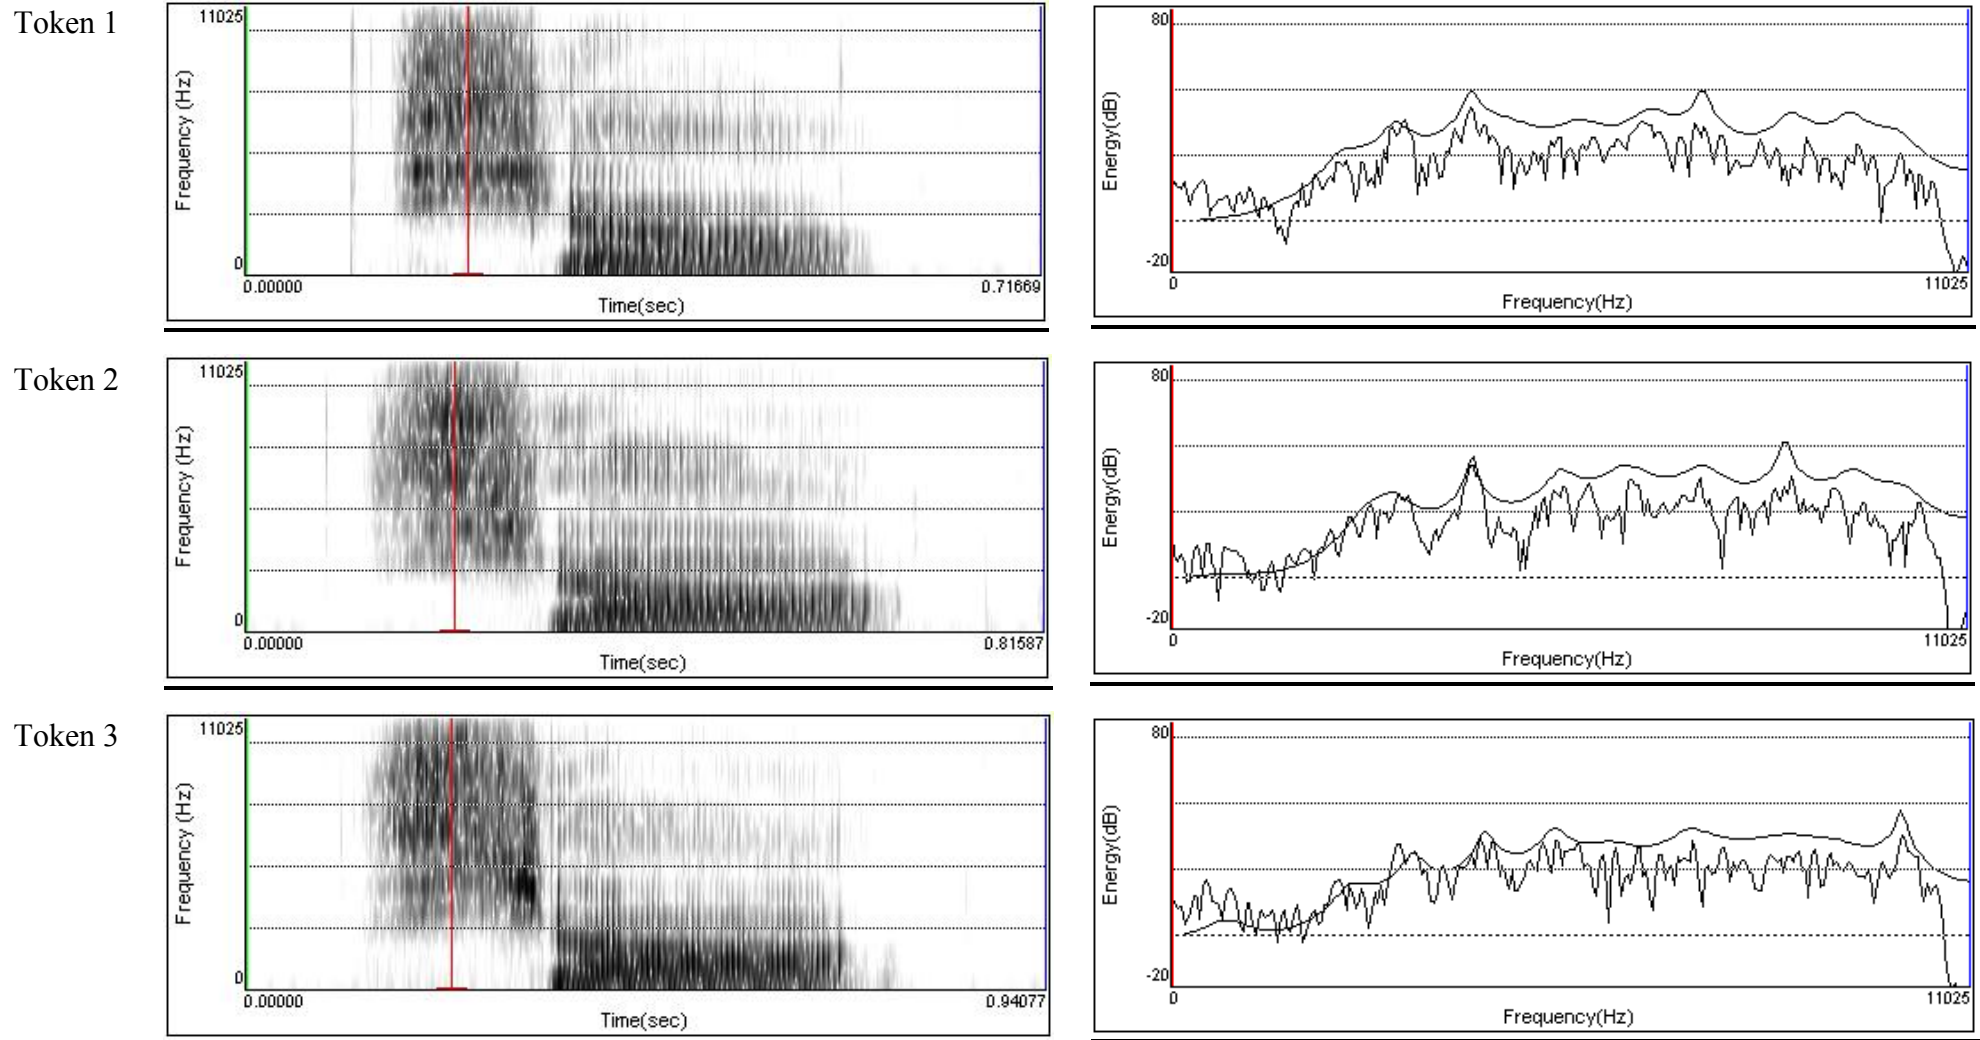 Token 1
11025
Frequency (Hz)
0
0.00000
0.71669
Time(sec)
80
Energy(dB)
-20
0
11025
Frequency(Hz)
Token 2
11025
Frequency (Hz)
0
0.00000
0.81587
Time(sec)
80
Energy(dB)
-20
0
11025
Frequency(Hz)
Token 3
11025
Frequency (Hz)
0
0.00000
0.94077
Time(sec)
80
Energy(dB)
-20
0
11025
Frequency(Hz)